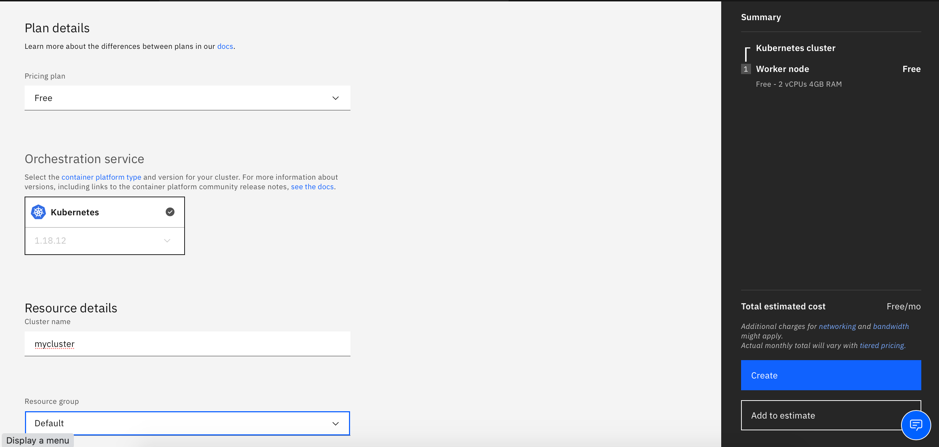 Plan details
Learn more about the differences between plans in our docs.
Pricing plan
Free
Orchestration service
Select the container platform type and version for your cluster. For more information about
versions, including links to the container platform community release notes, see the docs.
Kubernetes
1.18.12
Resource details
Cluster name
mycluster
Resource group
Default
Display a menu
Summary
Kubernetes cluster
1 Worker node Free
Free - 2 vCPUs 4GB RAM
Total estimated cost Free/mo
Additional charges for networking and bandwidth
might apply.
Actual monthly total will vary with tiered pricing.
Create
Add to estimate